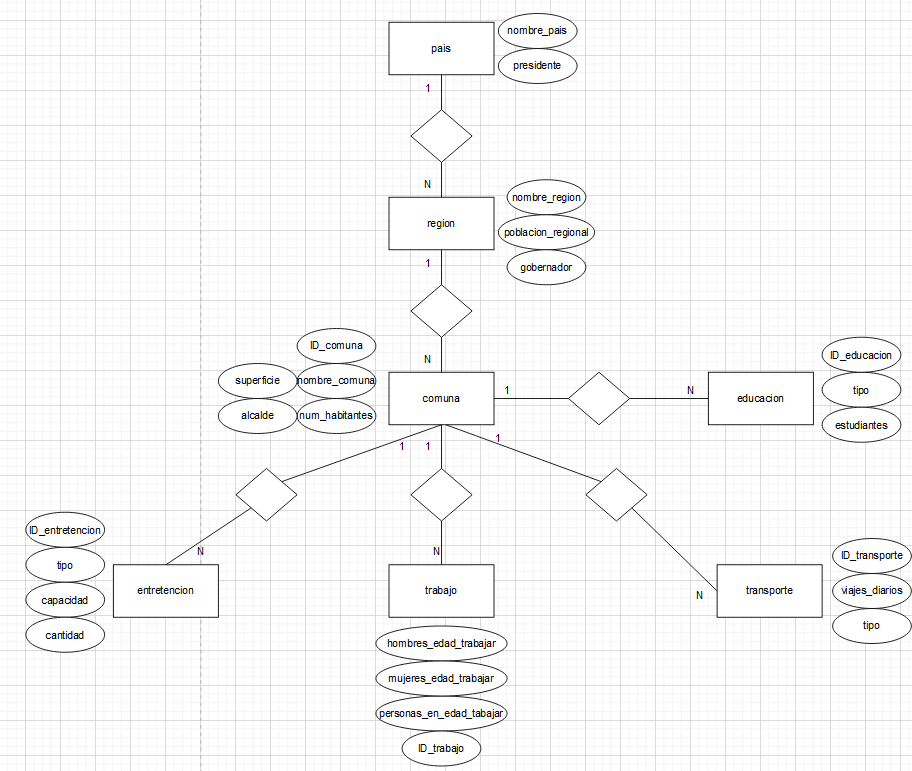 pais
nombre_pais
presidente
1
N
region
nombre_region
poblacion_regional
gobernador
1
N
ID_comuna
superficie
nombre_comuna
alcalde
num_habitantes
comuna
1
N
educacion
ID_educacion
tipo
estudiantes
1
1
1
N
N
N
ID_entretencion
tipo
capacidad
cantidad
entretencion
trabajo
hombres_edad_trabajar
mujeres_edad_trabajar
personas_en_edad_tabajar
ID_trabajo
transporte
ID_transporte
viajes_diarios
tipo